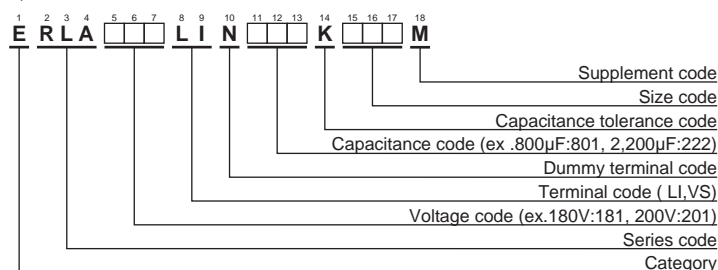 1 2 3 4 5 6 7 8 9 10 11 12 13 14 15 16 17 18
E R L A □□□ L I N □□□ K □□□ M
Supplement code
Size code
Capacitance tolerance code
Capacitance code (ex .800µF:801, 2,200µF:222)
Dummy terminal code
Terminal code ( LI,VS)
Voltage code (ex.180V:181, 200V:201)
Series code
Category